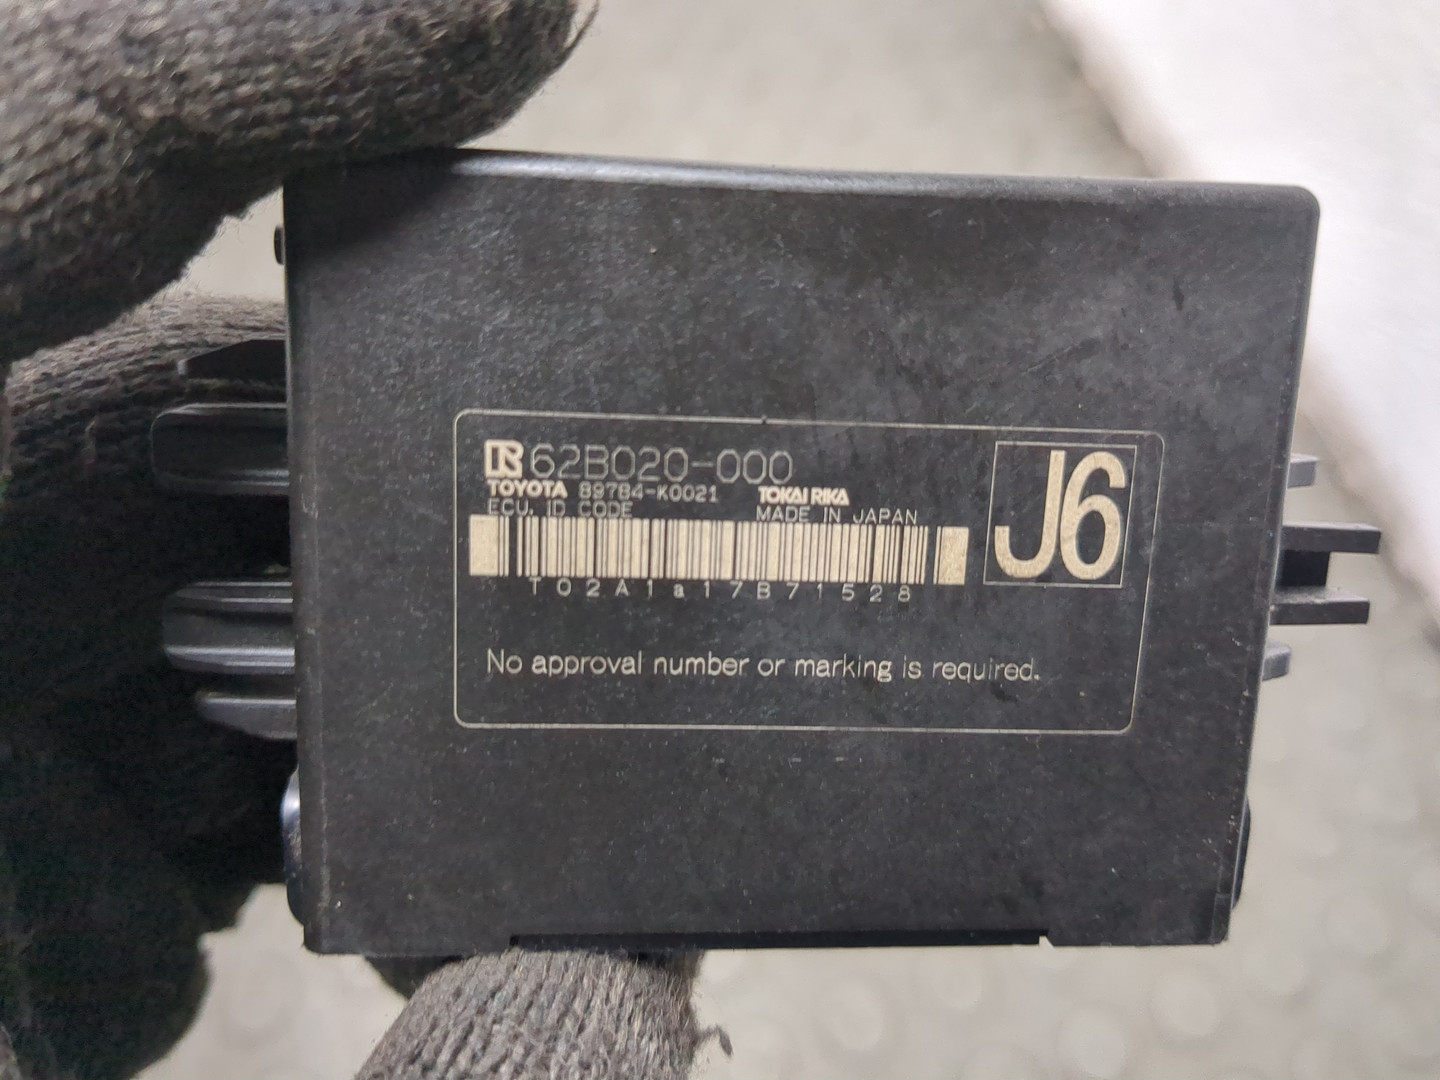 R 62B020-000
TOYOTA 89784-K0021 TOKAI RIKA
ECU. ID CODE MADE IN JAPAN
J6
T02A1a17B71528
No approval number or marking is required.